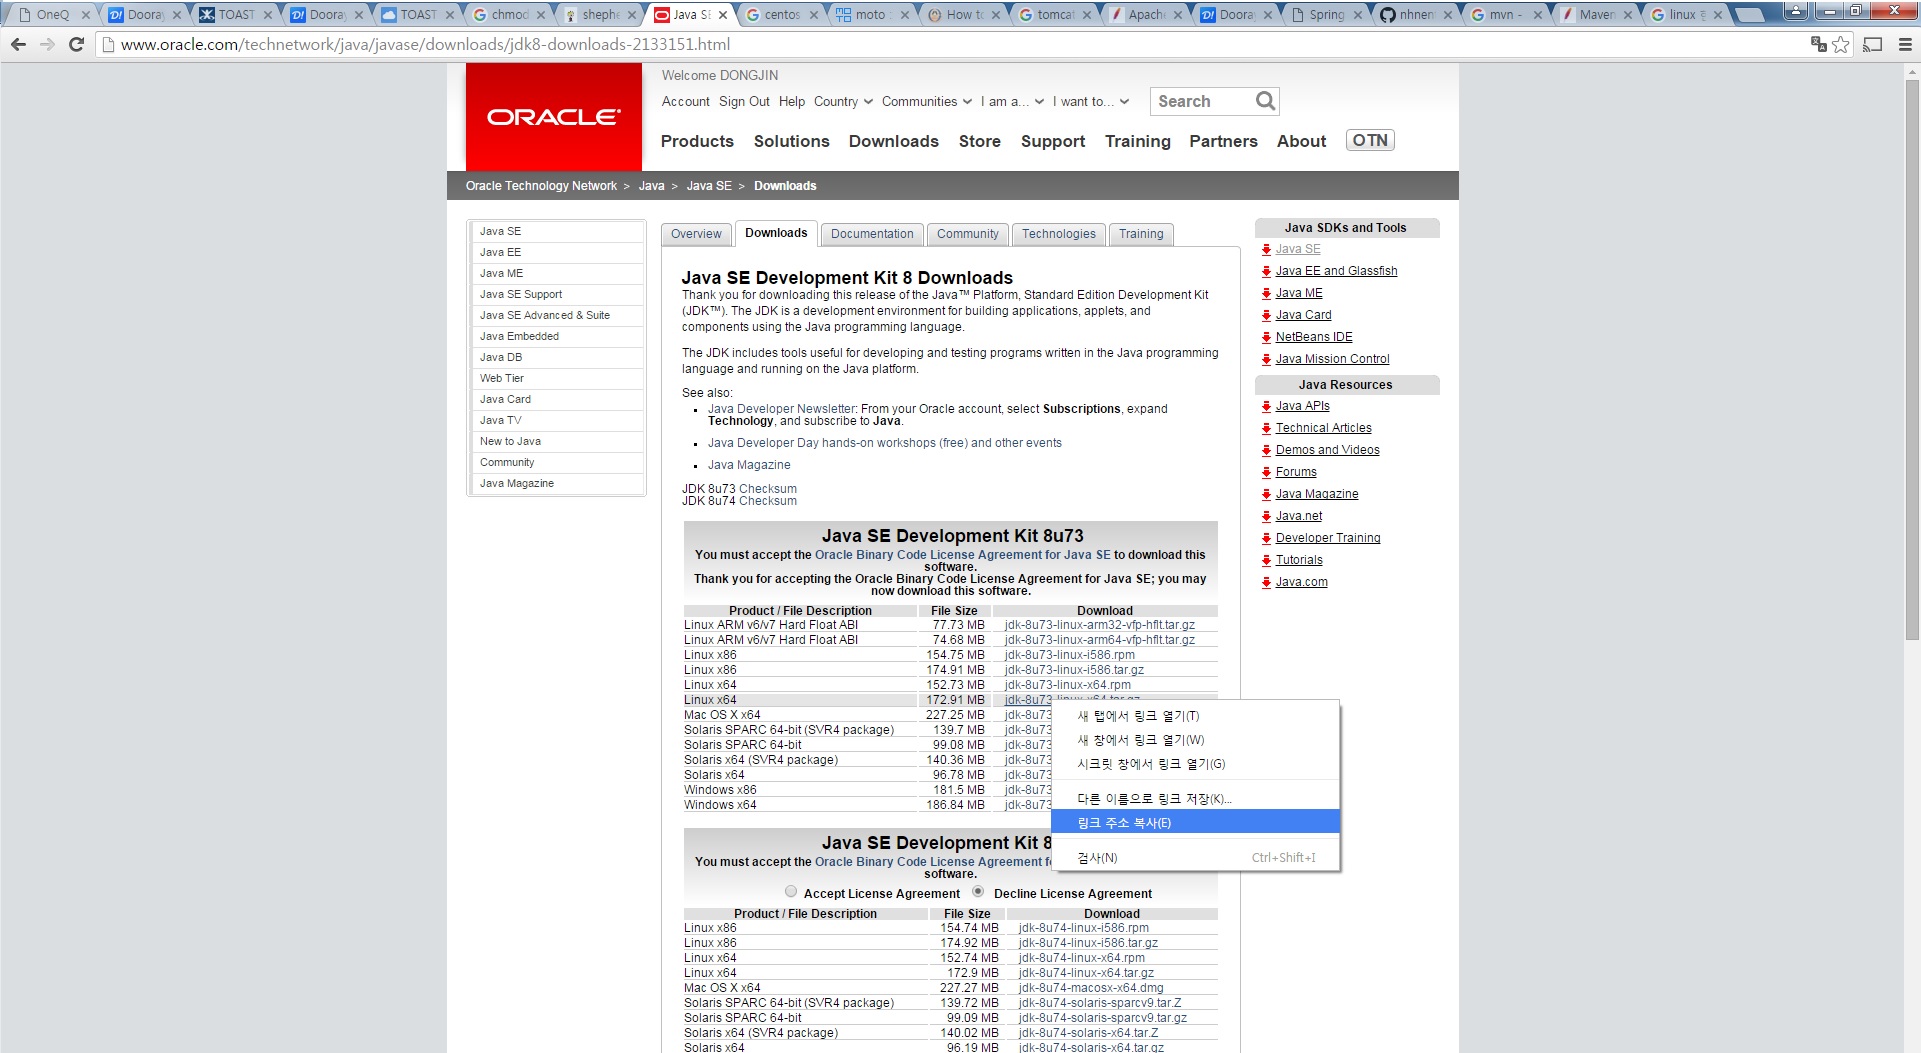 OneQ
Dooray
TOAST
Dooray
TOAST
chmod
sheph
Java SE
centos
moto
How to
tomcat
Apache
Dooray
Spring
nhnen
mvn -
Maven
linux
www.oracle.com/technetwork/java/javase/downloads/jdk8-downloads-2133151.html
ORACLE
Welcome DONGJIN
Account Sign Out Help Country Communities I am a... I want to... Search
Products Solutions Downloads Store Support Training Partners About OTN
Oracle Technology Network > Java > Java SE > Downloads
Java SE
Java EE
Java ME
Java SE Support
Java SE Advanced & Suite
Java Embedded
Java DB
Web Tier
Java Card
Java TV
New to Java
Community
Java Magazine
Overview Downloads Documentation Community Technologies Training
Java SE Development Kit 8 Downloads
Thank you for downloading this release of the Java™ Platform, Standard Edition Development Kit
(JDK™). The JDK is a development environment for building applications, applets, and
components using the Java programming language.
The JDK includes tools useful for developing and testing programs written in the Java programming
language and running on the Java platform.
See also:
Java Developer Newsletter: From your Oracle account, select Subscriptions, expand
Technology, and subscribe to Java.
Java Developer Day hands-on workshops (free) and other events
Java Magazine
JDK 8u73 Checksum
JDK 8u74 Checksum
Java SE Development Kit 8u73
You must accept the Oracle Binary Code License Agreement for Java SE to download this
software.
Thank you for accepting the Oracle Binary Code License Agreement for Java SE; you may
now download this software.
Product / File Description File Size Download
Linux ARM v6/v7 Hard Float ABI 77.73 MB jdk-8u73-linux-arm32-vfp-hflt.tar.gz
Linux ARM v6/v7 Hard Float ABI 74.68 MB jdk-8u73-linux-arm64-vfp-hflt.tar.gz
Linux x86 154.75 MB jdk-8u73-linux-i586.rpm
Linux x86 174.91 MB jdk-8u73-linux-i586.tar.gz
Linux x64 152.73 MB jdk-8u73-linux-x64.rpm
Linux x64 172.91 MB jdk-8u73-linux-x64.tar.gz
Mac OS X x64 227.25 MB jdk-8u73
Solaris SPARC 64-bit (SVR4 package) 139.7 MB jdk-8u73
Solaris SPARC 64-bit 99.08 MB jdk-8u73
Solaris x64 (SVR4 package) 140.36 MB jdk-8u73
Solaris x64 96.78 MB jdk-8u73
Windows x86 181.5 MB jdk-8u73
Windows x64 186.84 MB jdk-8u73
새 탭에서 링크 열기(T)
새 창에서 링크 열기(W)
시크릿 창에서 링크 열기(G)
다른 이름으로 링크 저장(K)...
링크 주소 복사(E)
검사(N) Ctrl+Shift+I
Java SE Development Kit 8
You must accept the Oracle Binary Code License Agreement fo
software.
Accept License Agreement Decline License Agreement
Product / File Description File Size Download
Linux x86 154.74 MB jdk-8u74-linux-i586.rpm
Linux x86 174.92 MB jdk-8u74-linux-i586.tar.gz
Linux x64 152.74 MB jdk-8u74-linux-x64.rpm
Linux x64 172.9 MB jdk-8u74-linux-x64.tar.gz
Mac OS X x64 227.27 MB jdk-8u74-macosx-x64.dmg
Solaris SPARC 64-bit (SVR4 package) 139.72 MB jdk-8u74-solaris-sparcv9.tar.Z
Solaris SPARC 64-bit 99.09 MB jdk-8u74-solaris-sparcv9.tar.gz
Solaris x64 (SVR4 package) 140.02 MB jdk-8u74-solaris-x64.tar.Z
Solaris x64 96.19 MB jdk-8u74-solaris-x64.tar.gz
Java SDKs and Tools
Java SE
Java EE and Glassfish
Java ME
Java Card
NetBeans IDE
Java Mission Control
Java Resources
Java APIs
Technical Articles
Demos and Videos
Forums
Java Magazine
Java.net
Developer Training
Tutorials
Java.com